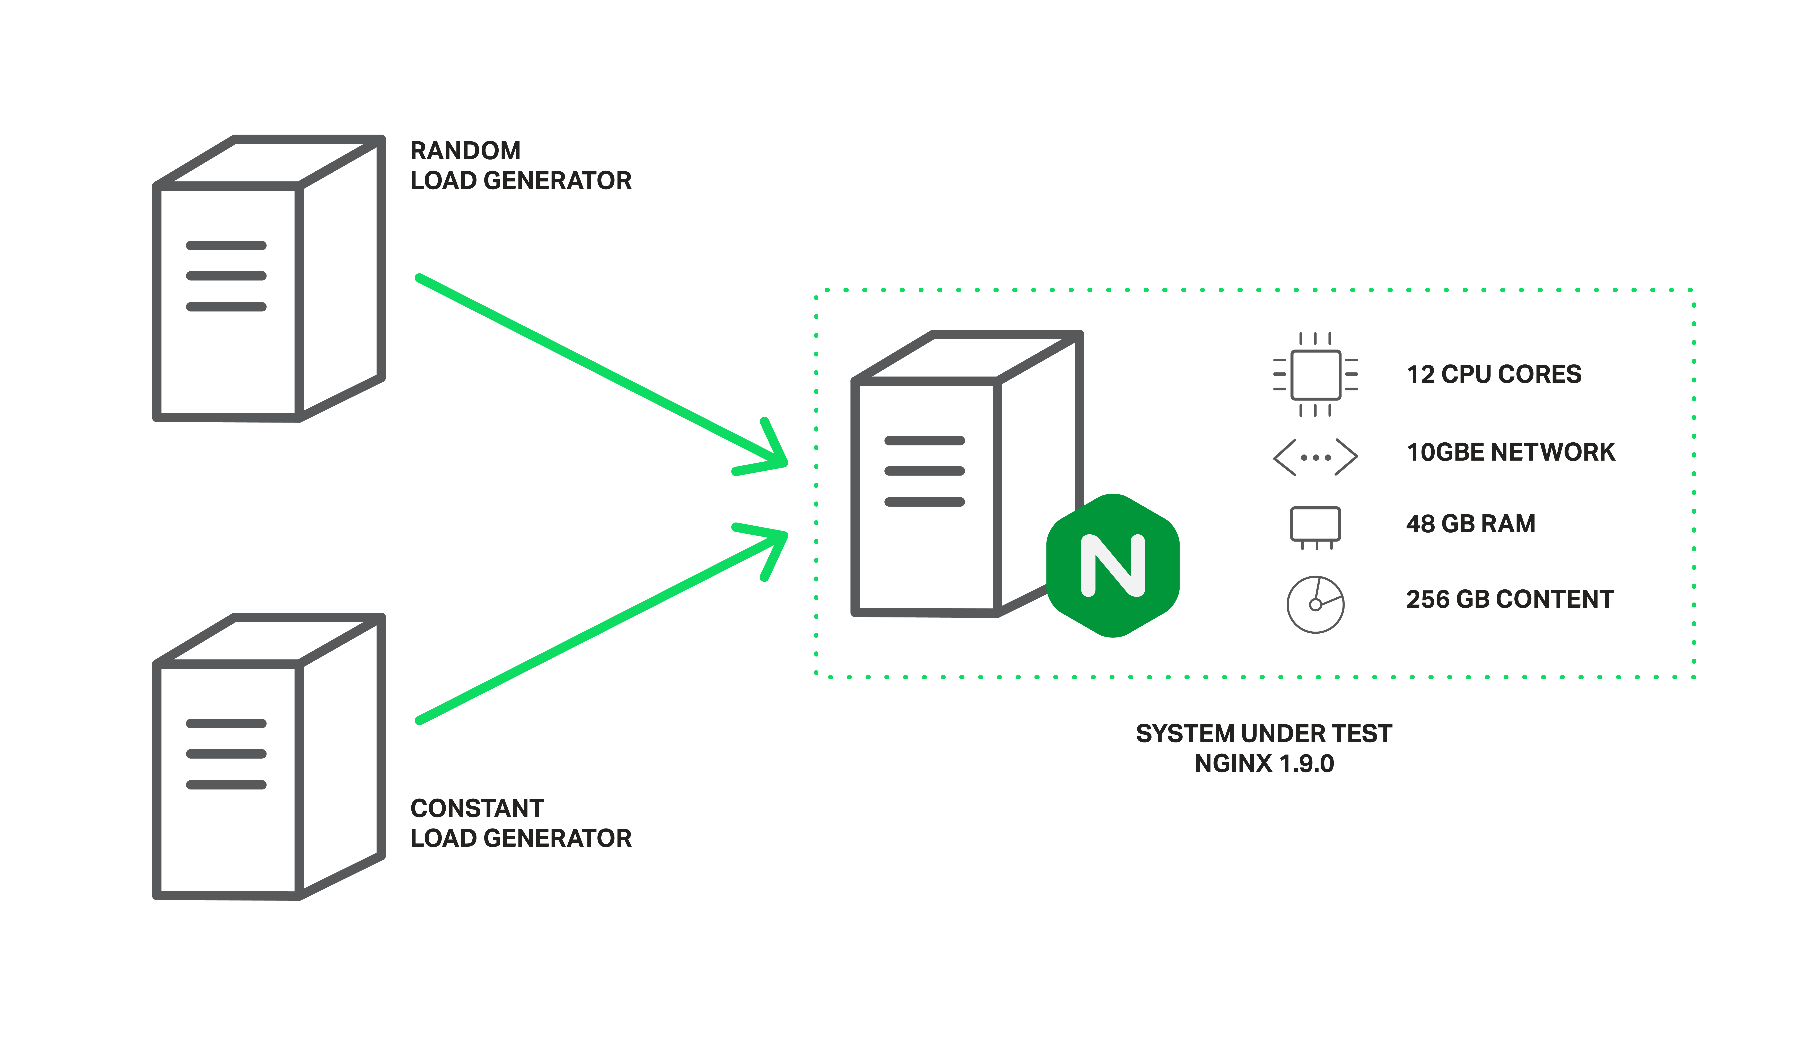 RANDOM
LOAD GENERATOR
12 CPU CORES
10GBE NETWORK
48 GB RAM
256 GB CONTENT
N
SYSTEM UNDER TEST
NGINX 1.9.0
CONSTANT
LOAD GENERATOR